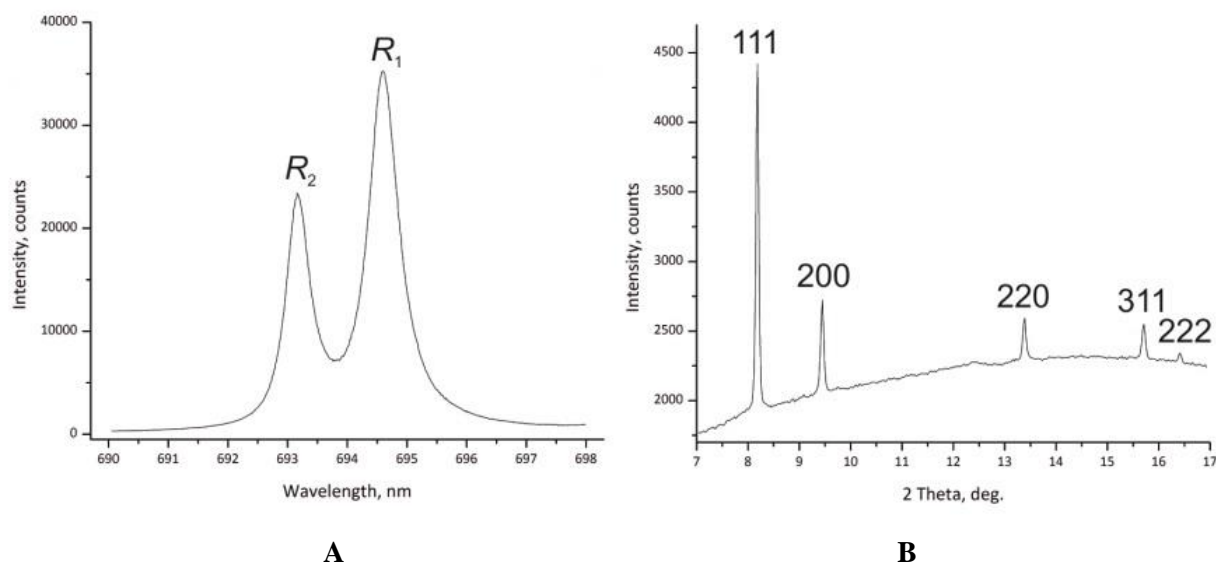 40000
30000
20000
10000
0
Intensity, counts
R2
R1
690 691 692 693 694 695 696 697 698
Wavelength, nm
A
4500
4000
3500
3000
2500
2000
Intensity, counts
111
200
220
311
222
7 8 9 10 11 12 13 14 15 16 17
2 Theta, deg.
B